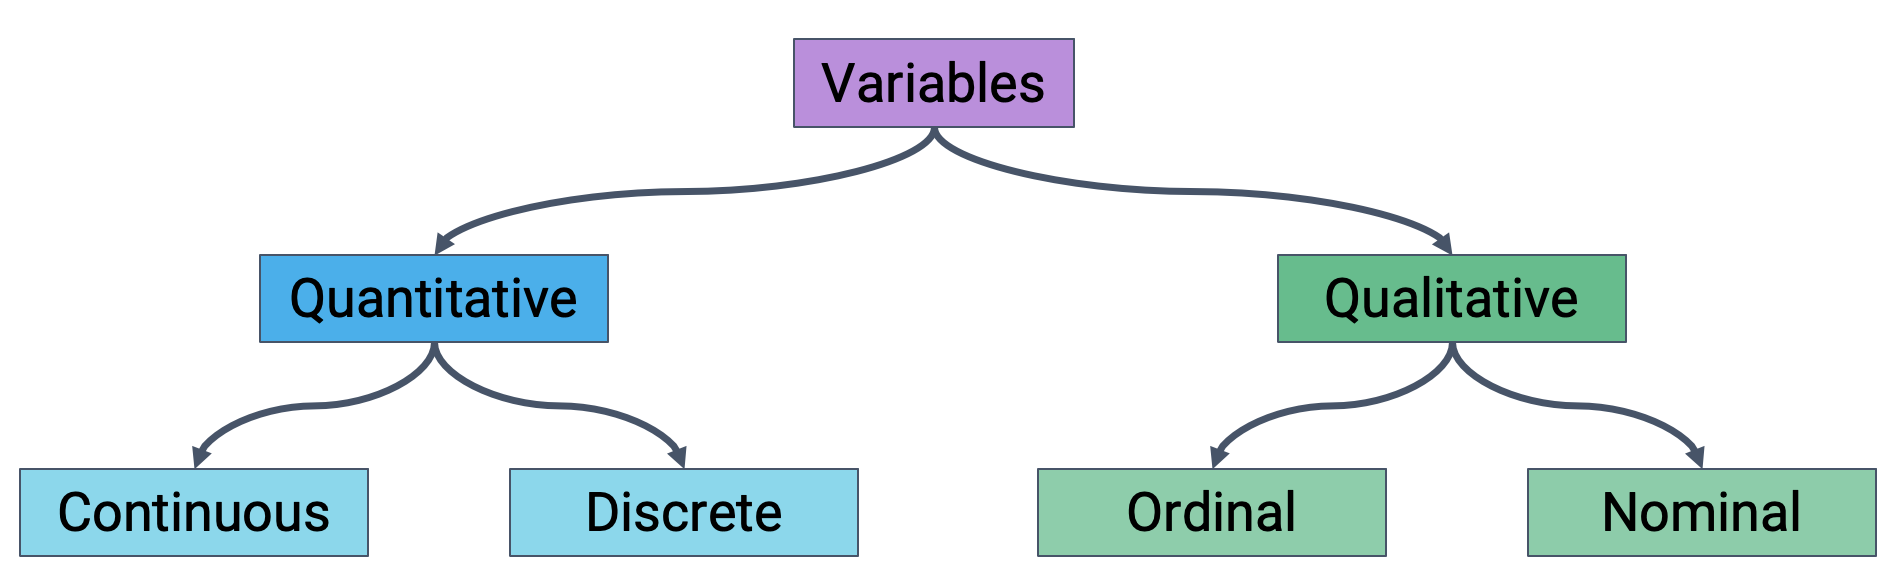 Variables
Quantitative
Qualitative
Continuous
Discrete
Ordinal
Nominal